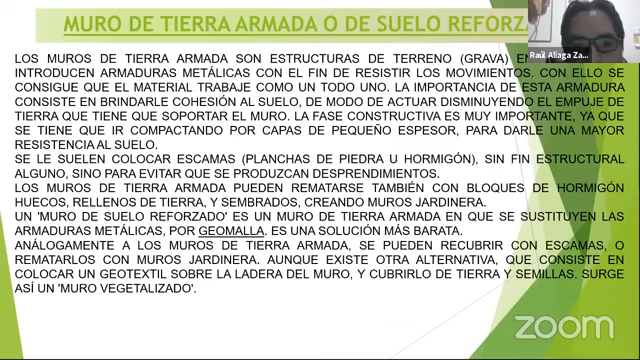 MURO DE TIERRA ARMADA O DE SUELO REFORZA
Raúl Aliaga Za...
LOS MUROS DE TIERRA ARMADA SON ESTRUCTURAS DE TERRENO (GRAVA) EN
INTRODUCEN ARMADURAS METÁLICAS CON EL FIN DE RESISTIR LOS MOVIMIENTOS. CON ELLO SE
CONSIGUE QUE EL MATERIAL TRABAJE COMO UN TODO UNO. LA IMPORTANCIA DE ESTA ARMADURA
CONSISTE EN BRINDARLE COHESIÓN AL SUELO, DE MODO DE ACTUAR DISMINUYENDO EL EMPUJE DE
TIERRA QUE TIENE QUE SOPORTAR EL MURO. LA FASE CONSTRUCTIVA ES MUY IMPORTANTE, YA QUE
SE TIENE QUE IR COMPACTANDO POR CAPAS DE PEQUEÑO ESPESOR, PARA DARLE UNA MAYOR
RESISTENCIA AL SUELO.
SE LE SUELEN COLOCAR ESCAMAS (PLANCHAS DE PIEDRA U HORMIGÓN), SIN FIN ESTRUCTURAL
ALGUNO, SINO PARA EVITAR QUE SE PRODUZCAN DESPRENDIMIENTOS.
LOS MUROS DE TIERRA ARMADA PUEDEN REMATARSE TAMBIÉN CON BLOQUES DE HORMIGÓN
HUECOS, RELLENOS DE TIERRA, Y SEMBRADOS, CREANDO MUROS JARDINERA.
UN 'MURO DE SUELO REFORZADO' ES UN MURO DE TIERRA ARMADA EN QUE SE SUSTITUYEN LAS
ARMADURAS METÁLICAS, POR GEOMALLA. ES UNA SOLUCIÓN MÁS BARATA.
ANÁLOGAMENTE A LOS MUROS DE TIERRA ARMADA, SE PUEDEN RECUBRIR CON ESCAMAS, O
REMATARLOS CON MUROS JARDINERA. AUNQUE EXISTE OTRA ALTERNATIVA, QUE CONSISTE EN
COLOCAR UN GEOTEXTIL SOBRE LA LADERA DEL MURO, Y CUBRIRLO DE TIERRA Y SEMILLAS. SURGE
ASÍ UN 'MURO VEGETALIZADO'.
zoom